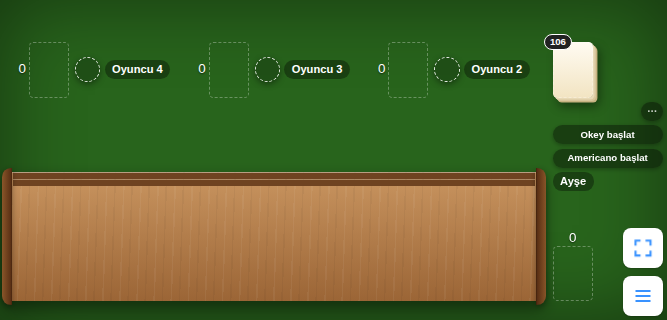 106
0
Oyuncu 4
0
Oyuncu 3
0
Oyuncu 2
...
Okey başlat
Americano başlat
Ayşe
0